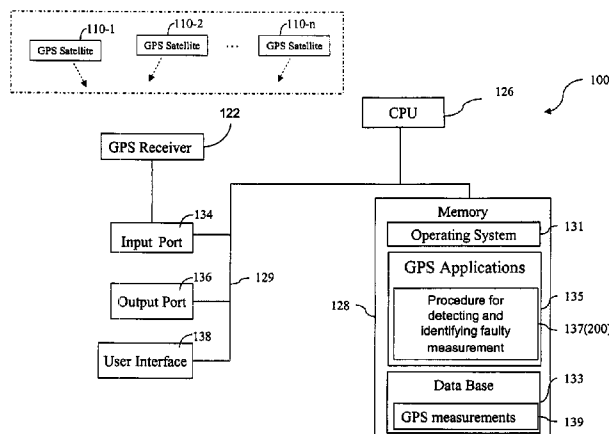 110-1
110-2
110-n
GPS Satellite
GPS Satellite
...
GPS Satellite
100
126
CPU
122
GPS Receiver
134
Input Port
136
Output Port
129
138
User Interface
Memory
Operating System
131
GPS Applications
128
135
Procedure for
detecting and
identifying faulty
measurement
137(200)
Data Base
133
GPS measurements
139